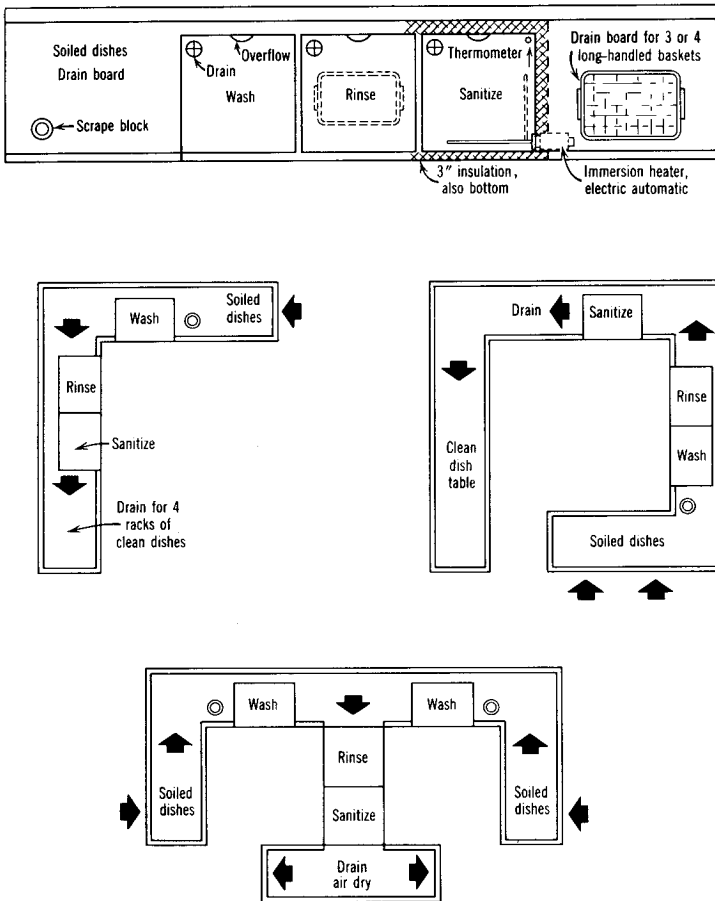 Soiled dishes
Drain board
Scrape block
Overflow
Drain
Wash
Rinse
Thermometer
Sanitize
Drain board for 3 or 4
long-handled baskets
3" insulation,
also bottom
Immersion heater,
electric automatic
Wash
Soiled
dishes
Rinse
Sanitize
Drain for 4
racks of
clean dishes
Drain
Sanitize
Rinse
Clean
dish
table
Wash
Soiled dishes
Wash
Wash
Rinse
Soiled
dishes
Sanitize
Soiled
dishes
Drain
air dry